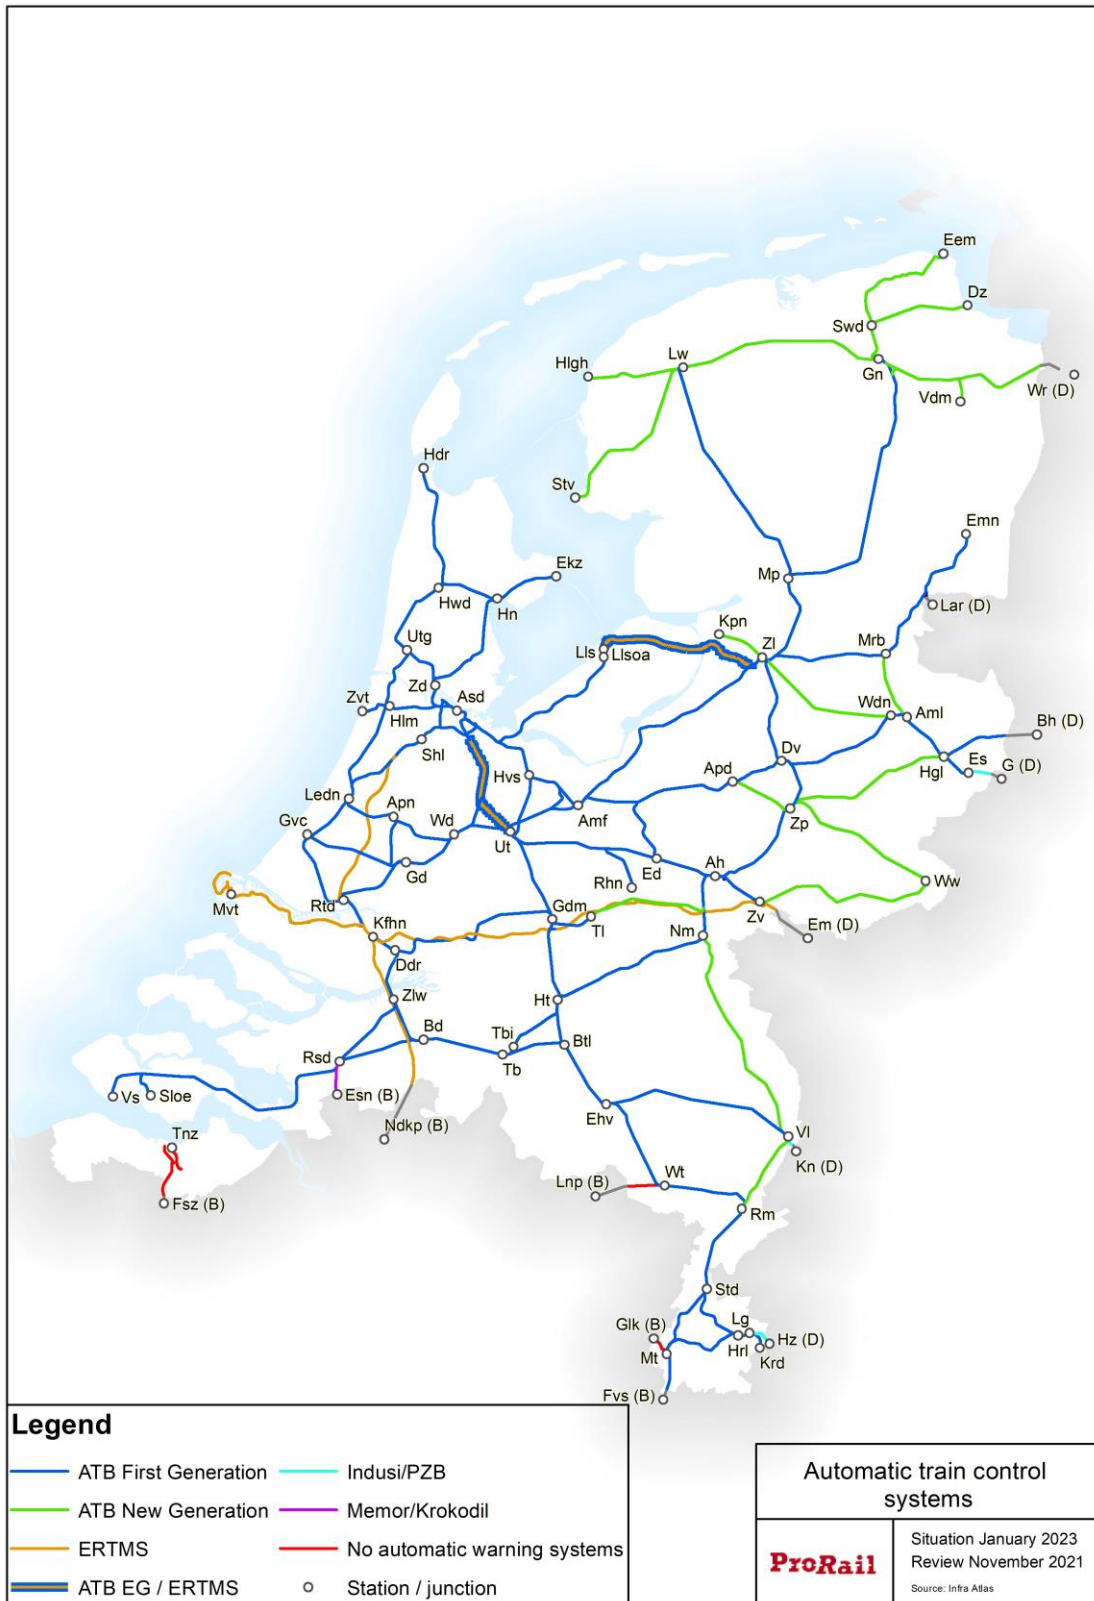 Eem
Dz
Swd
Lw
Hlgh
Gn
Vdm
Wr (D)
Hdr
Stv
Emn
Ekz
Mp
Hwd
Hn
Lar (D)
Kpn
Utg
Zl
Mrb
Lls
Llsoa
Zd
Zvt
Asd
Wdn
Hlm
Aml
Bh (D)
Shl
Dv
Es
G (D)
Hvs
Apd
Hgl
Ledn
Apn
Amf
Zp
Gvc
Wd
Ut
Gd
Ed
Ah
Ww
Rhn
Mvt
Rtd
Gdm
Zv
Tl
Em (D)
Kfhn
Nm
Ddr
Zlw
Ht
Bd
Tbi
Btl
Rsd
Tb
Vs
Sloe
Esn (B)
Ehv
Ndkp (B)
Tnz
Vl
Kn (D)
Wt
Lnp (B)
Fsz (B)
Rm
Std
Glk (B)
Lg
Hz (D)
Mt
Hrl
Krd
Fvs (B)
Legend
ATB First Generation
Indusi/PZB
ATB New Generation
Memor/Krokodil
ERTMS
No automatic warning systems
ATB EG / ERTMS
Station / junction
Automatic train control
systems
ProRail
Situation January 2023
Review November 2021
Source: Infra Atlas